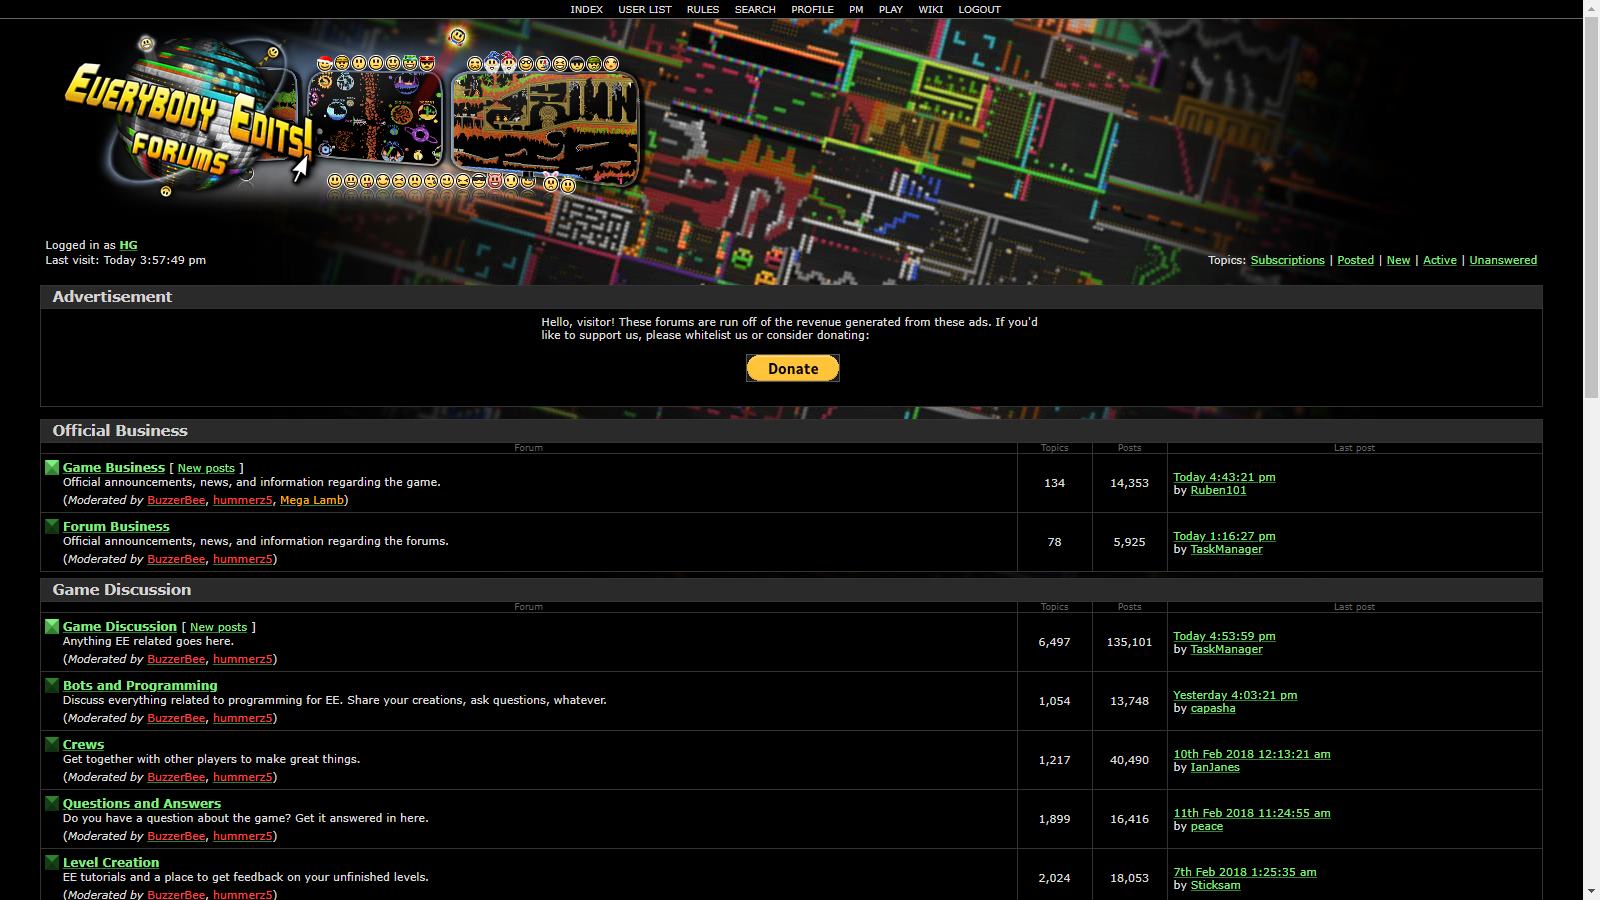 INDEX USER LIST RULES SEARCH PROFILE PM PLAY WIKI LOGOUT
EVERYBODY EDITS!
FORUMS
Logged in as HG
Last visit: Today 3:57:49 pm
Topics: Subscriptions | Posted | New | Active | Unanswered
Advertisement
Hello, visitor! These forums are run off of the revenue generated from these ads. If you'd
like to support us, please whitelist us or consider donating:
Donate
Official Business
Forum Topics Posts Last post
Game Business [ New posts ]
Official announcements, news, and information regarding the game.
(Moderated by BuzzerBee, hummerz5, Mega Lamb)
134 14,353
Today 4:43:21 pm
by Ruben101
Forum Business
Official announcements, news, and information regarding the forums.
(Moderated by BuzzerBee, hummerz5)
78 5,925
Today 1:16:27 pm
by TaskManager
Game Discussion
Forum Topics Posts Last post
Game Discussion [ New posts ]
Anything EE related goes here.
(Moderated by BuzzerBee, hummerz5)
6,497 135,101
Today 4:53:59 pm
by TaskManager
Bots and Programming
Discuss everything related to programming for EE. Share your creations, ask questions, whatever.
(Moderated by BuzzerBee, hummerz5)
1,054 13,748
Yesterday 4:03:21 pm
by capasha
Crews
Get together with other players to make great things.
(Moderated by BuzzerBee, hummerz5)
1,217 40,490
10th Feb 2018 12:13:21 am
by IanJanes
Questions and Answers
Do you have a question about the game? Get it answered in here.
(Moderated by BuzzerBee, hummerz5)
1,899 16,416
11th Feb 2018 11:24:55 am
by peace
Level Creation
EE tutorials and a place to get feedback on your unfinished levels.
(Moderated by BuzzerBee, hummerz5)
2,024 18,053
7th Feb 2018 1:25:35 am
by Sticksam